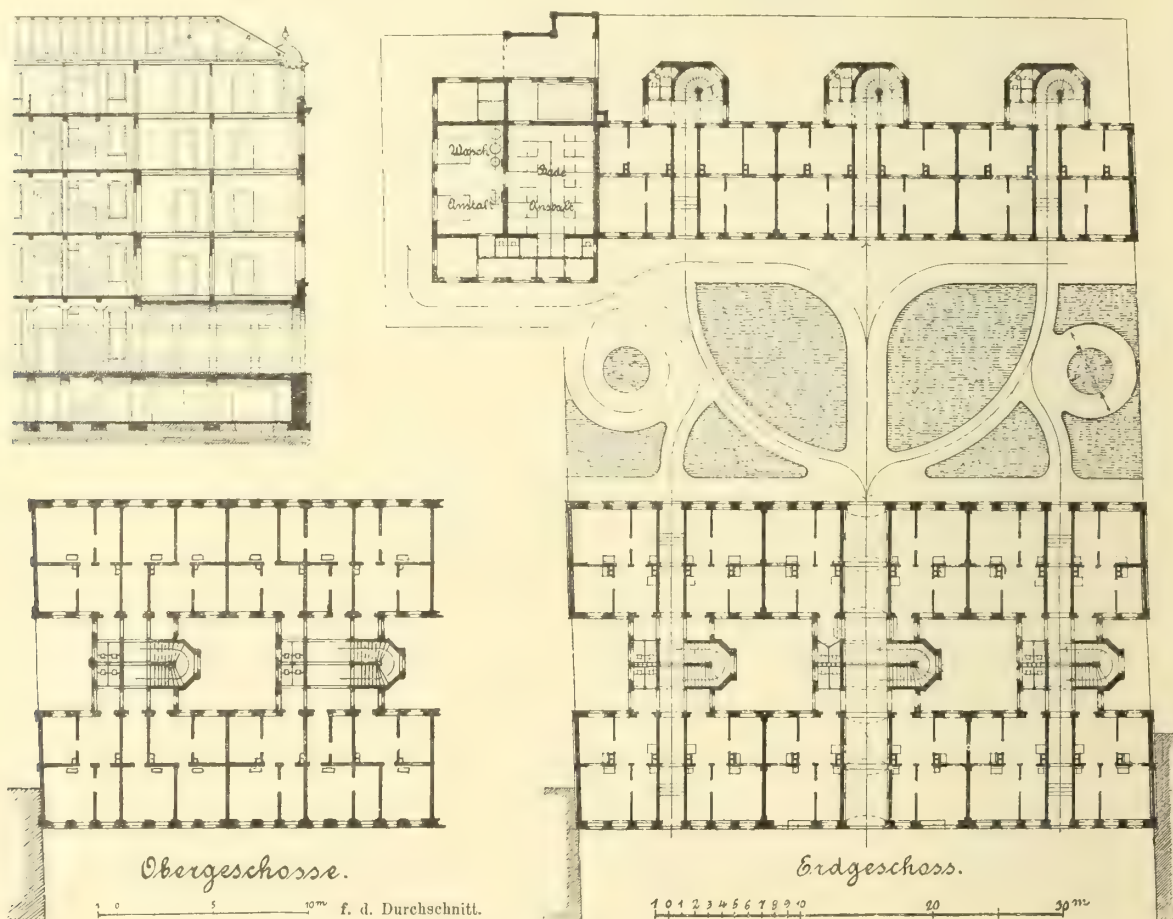 A
Wasch
Anstalt
Bade
Anstalt
Obergeschosse.
Erdgeschoss.
1 0 5 10m f. d. Durchschnitt.
1 0 1 2 3 4 5 6 7 8 9 10 20 30 m